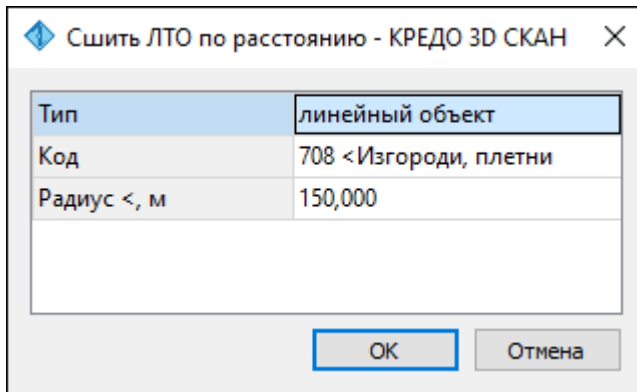 Сшить ЛТО по расстоянию - КРЕДО 3D СКАН
Тип линейный объект
Код 708 <Изгороди, плетни
Радиус <, м 150,000
ОК Отмена